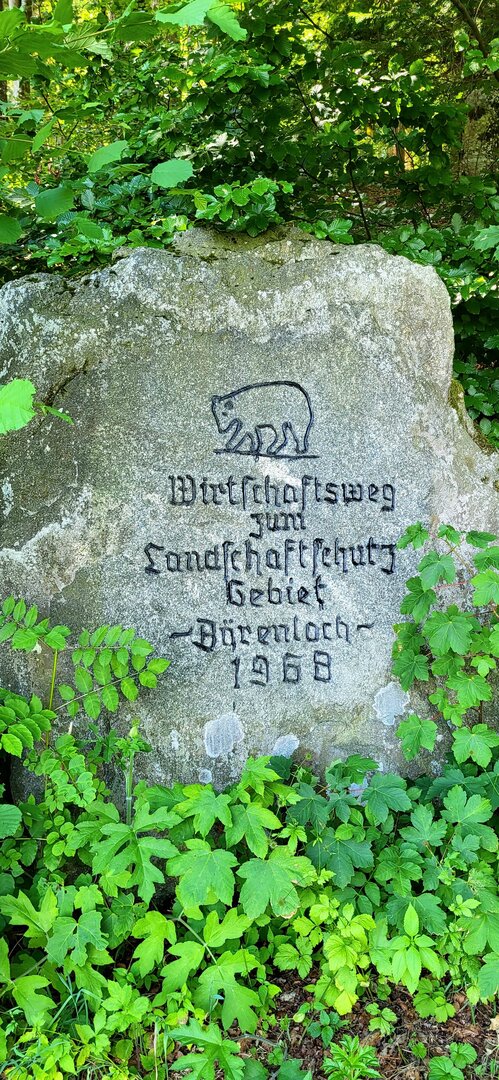 Wirtſchaftsweg
zum
Landſchaftſchutz
Gebiet
- Bärenloch -
1968